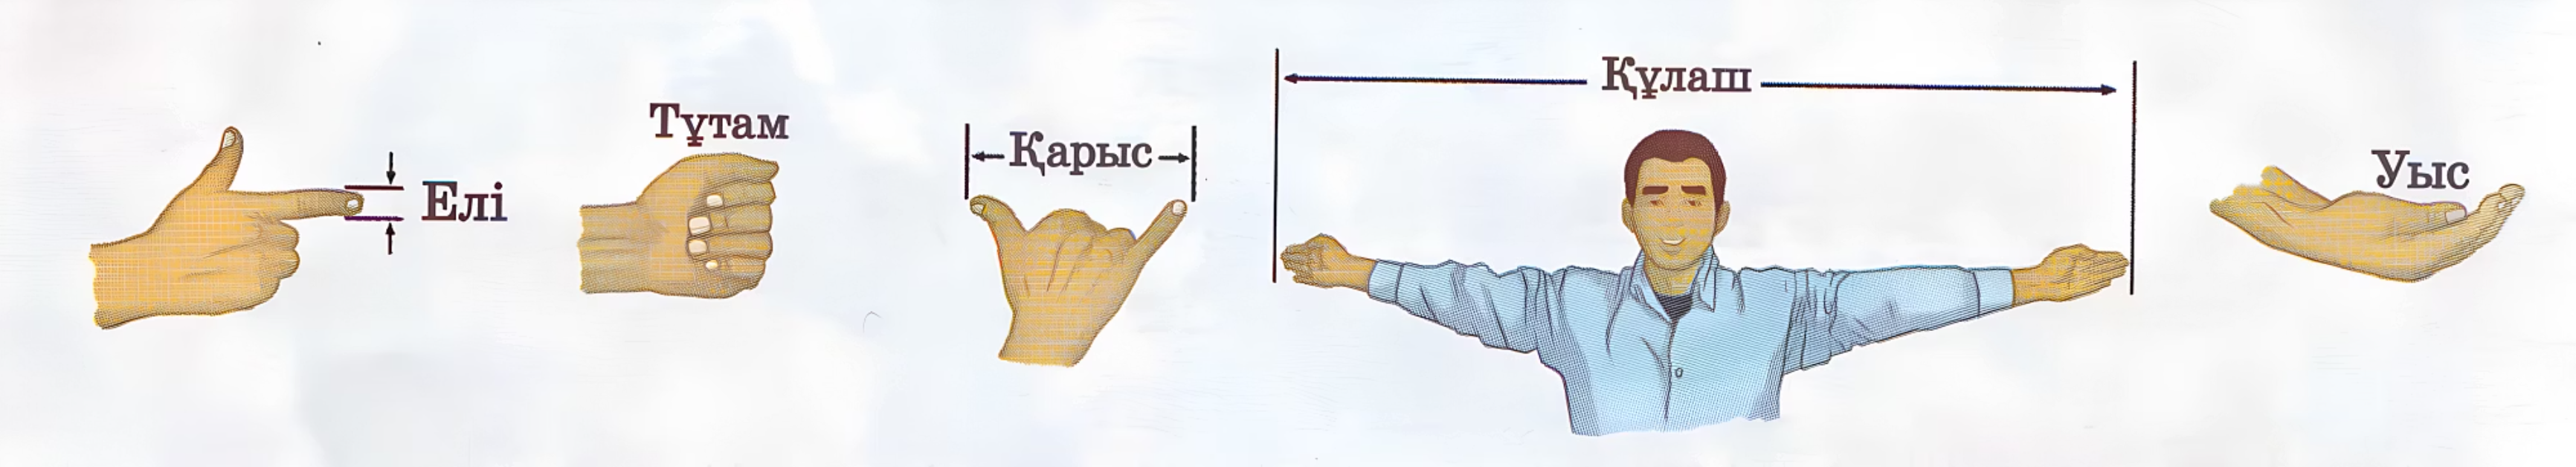 Елі
Тұтам
Қарыс
Құлаш
Уыс